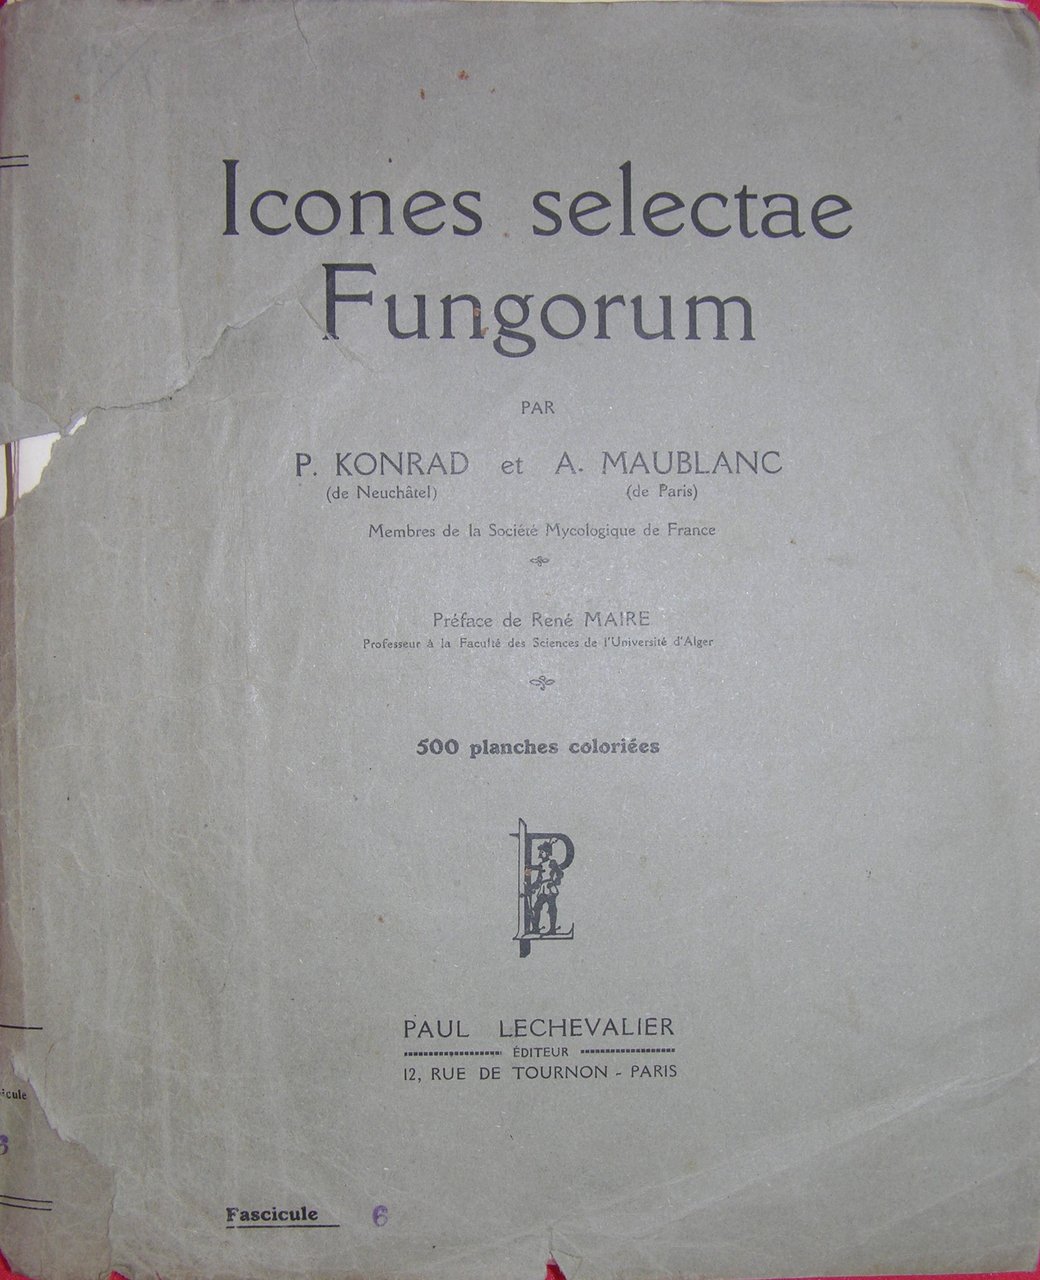 Icones selectae
Fungorum
PAR
P. KONRAD et A. MAUBLANC
(de Neuchâtel) (de Paris)
Membres de la Société Mycologique de France
Préface de René MAIRE
Professeur à la Faculté des Sciences de l'Université d'Alger
500 planches coloriées
PL
PAUL LECHEVALIER
ÉDITEUR
12, RUE DE TOURNON - PARIS
Fascicule 6